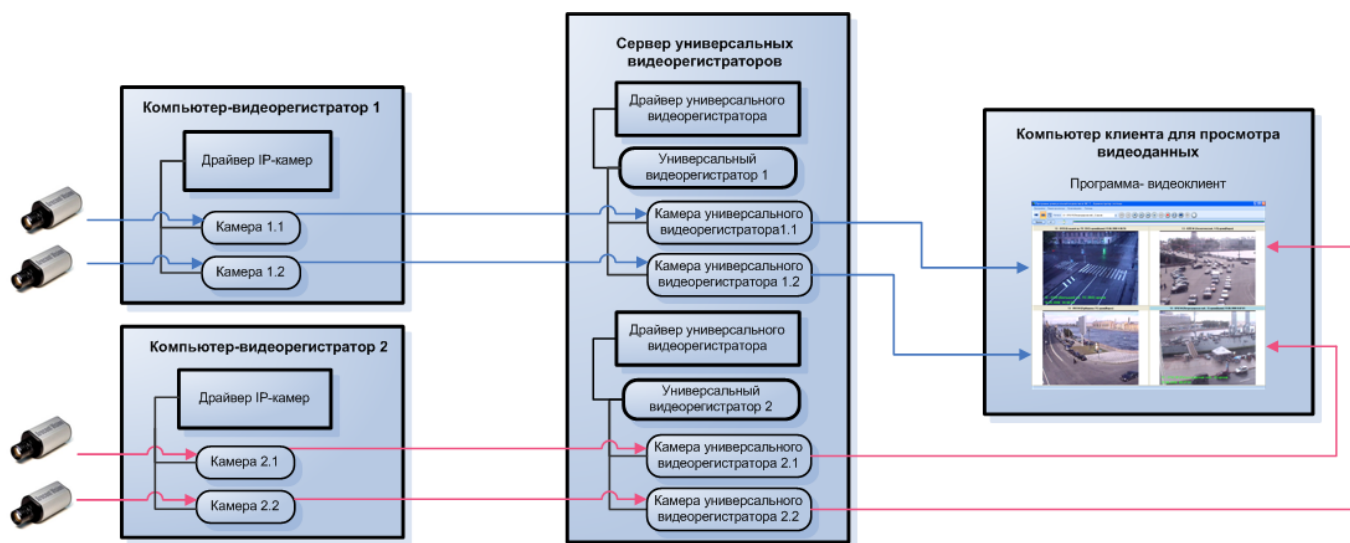 Компьютер-видеорегистратор 1
Драйвер IP-камер
Камера 1.1
Камера 1.2
Компьютер-видеорегистратор 2
Драйвер IP-камер
Камера 2.1
Камера 2.2
Сервер универсальных
видеорегистраторов
Драйвер универсального
видеорегистратора
Универсальный
видеорегистратор 1
Камера универсального
видеорегистратора1.1
Камера универсального
видеорегистратора 1.2
Драйвер универсального
видеорегистратора
Универсальный
видеорегистратор 2
Камера универсального
видеорегистратора 2.1
Камера универсального
видеорегистратора 2.2
Компьютер клиента для просмотра
видеоданных
Программа- видеоклиент